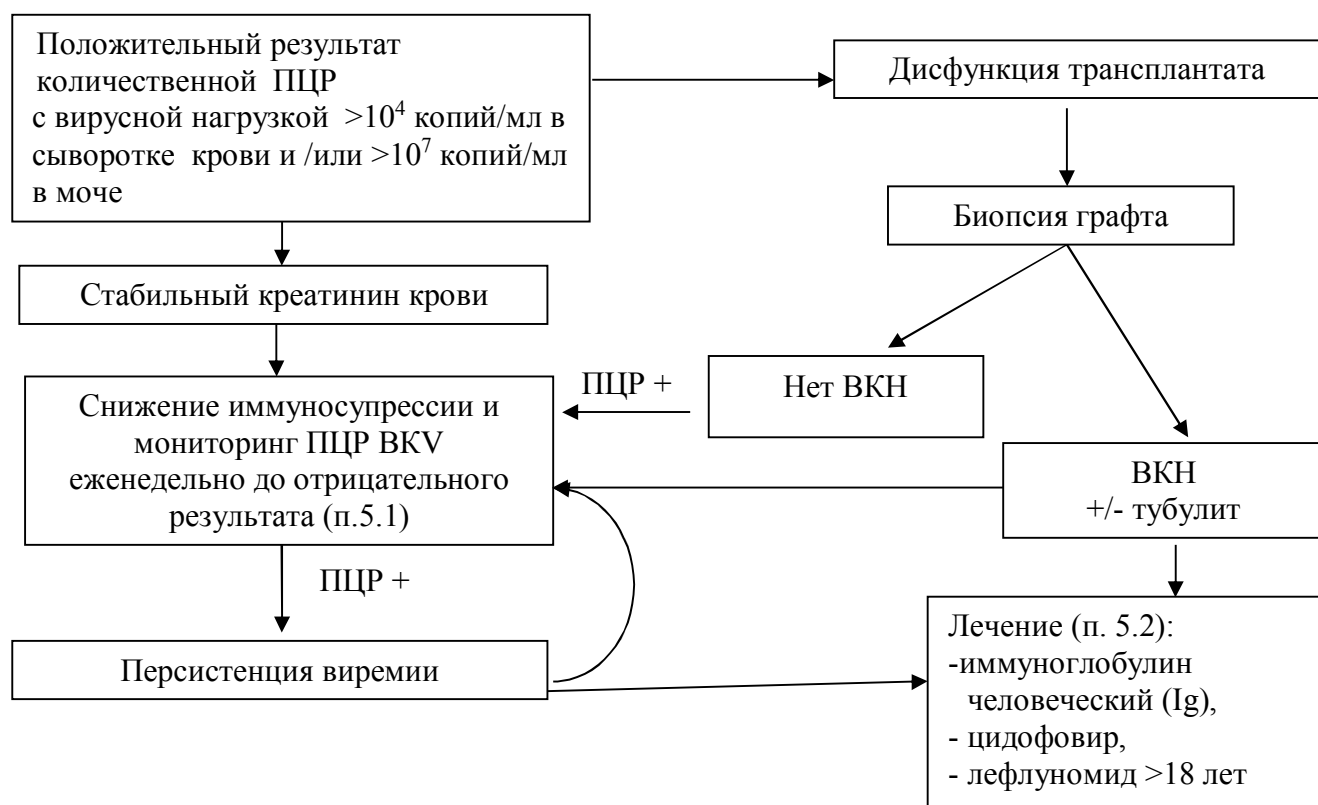 Положительный результат
количественной ПЦР
с вирусной нагрузкой >10⁴ копий/мл в
сыворотке крови и /или >10⁷ копий/мл
в моче
Дисфункция трансплантата
Биопсия графта
Стабильный креатинин крови
Нет ВКН
ПЦР +
Снижение иммуносупрессии и
мониторинг ПЦР ВКV
еженедельно до отрицательного
результата (п.5.1)
ВКН
+/- тубулит
ПЦР +
Персистенция виремии
Лечение (п. 5.2):
-иммуноглобулин
человеческий (Ig),
- цидофовир,
- лефлуномид >18 лет